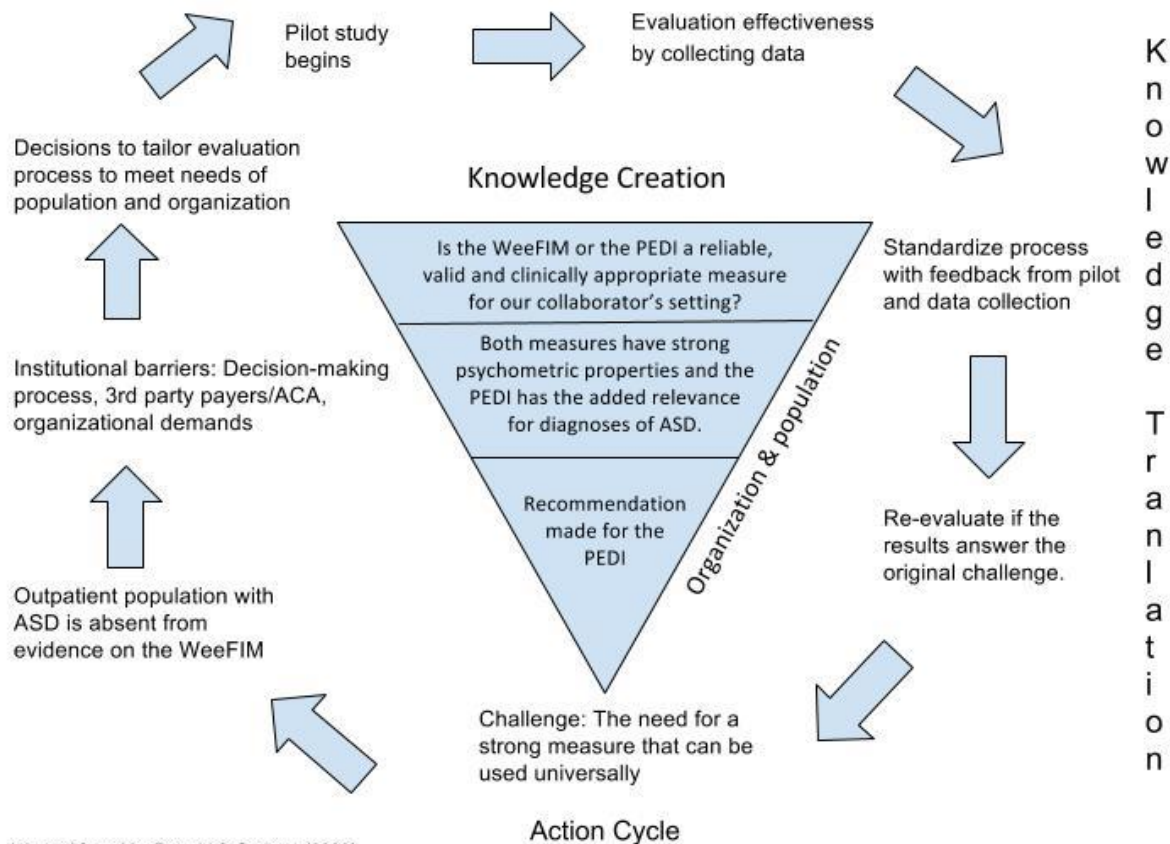 Pilot study
begins
Evaluation effectiveness
by collecting data
Decisions to tailor evaluation
process to meet needs of
population and organization
Knowledge Creation
Is the WeeFIM or the PEDI a reliable,
valid and clinically appropriate measure
for our collaborator's setting?
Both measures have strong
psychometric properties and the
PEDI has the added relevance
for diagnoses of ASD.
Recommendation
made for the
PEDI
Organization & population
Standardize process
with feedback from pilot
and data collection
Institutional barriers: Decision-making
process, 3rd party payers/ACA,
organizational demands
Re-evaluate if the
results answer the
original challenge.
Outpatient population with
ASD is absent from
evidence on the WeeFIM
Challenge: The need for a
strong measure that can be
used universally
Action Cycle
Knowledge Tranlation